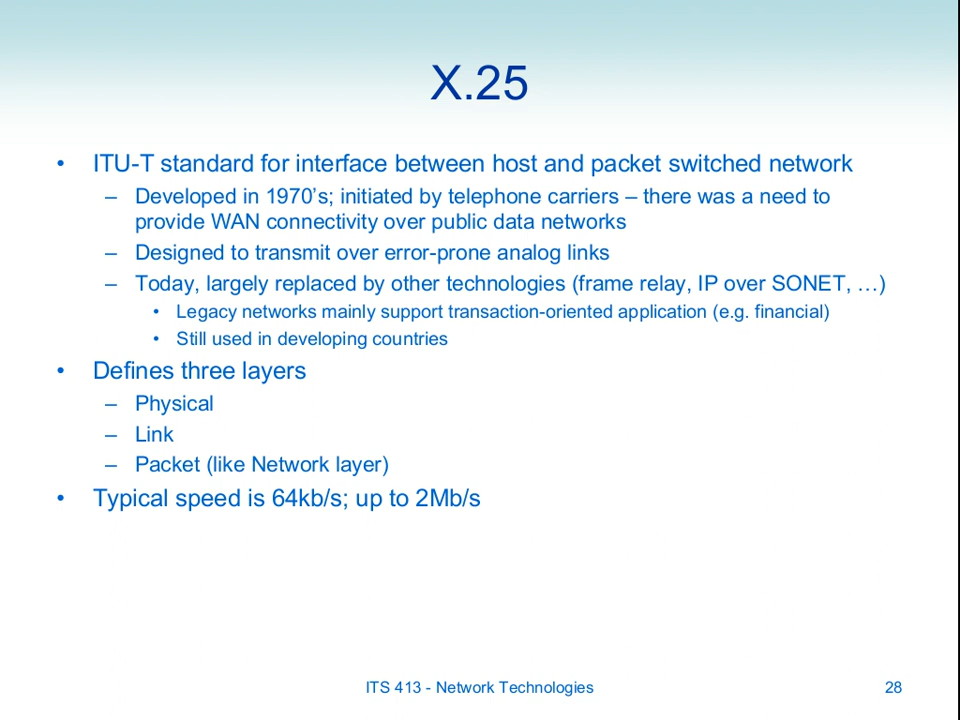 X.25
• ITU-T standard for interface between host and packet switched network
– Developed in 1970's; initiated by telephone carriers – there was a need to
provide WAN connectivity over public data networks
– Designed to transmit over error-prone analog links
– Today, largely replaced by other technologies (frame relay, IP over SONET, …)
• Legacy networks mainly support transaction-oriented application (e.g. financial)
• Still used in developing countries
• Defines three layers
– Physical
– Link
– Packet (like Network layer)
• Typical speed is 64kb/s; up to 2Mb/s
ITS 413 - Network Technologies
28